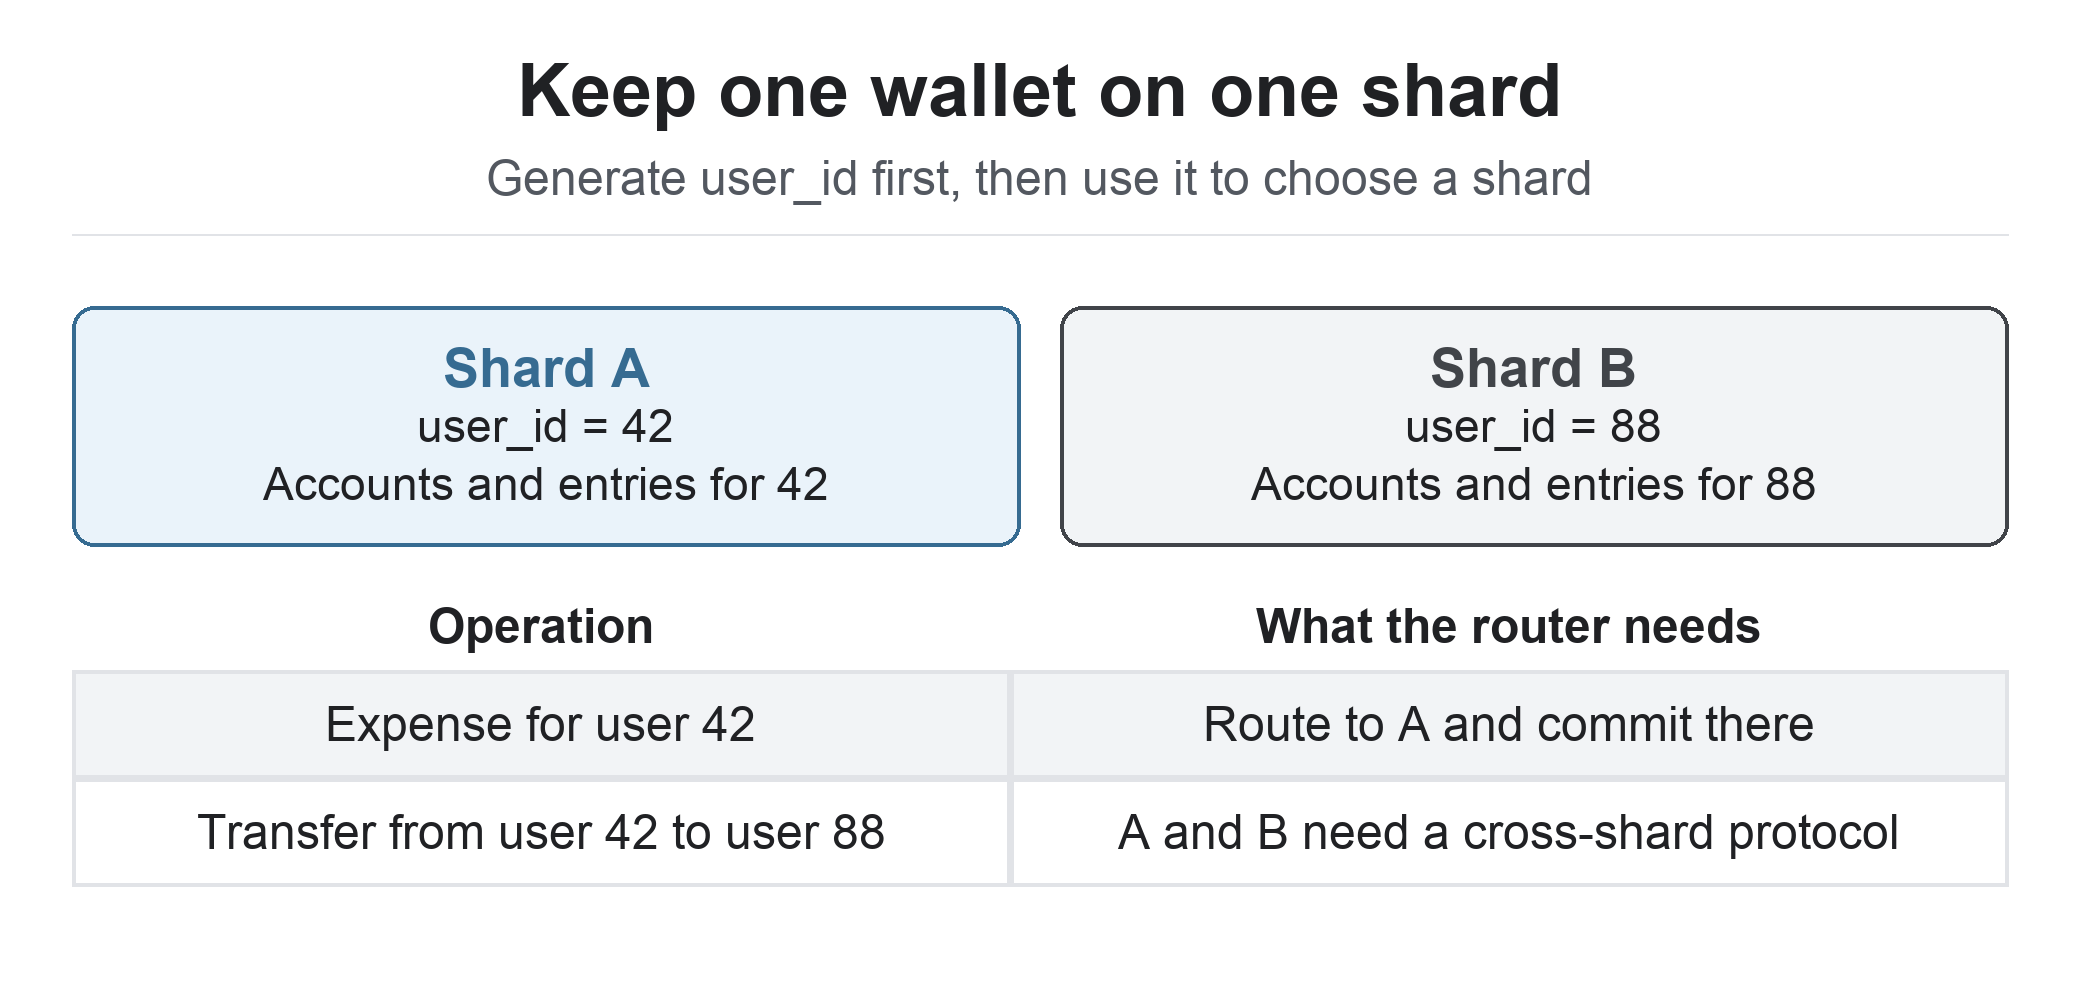 Keep one wallet on one shard
Generate user_id first, then use it to choose a shard
Shard A
user_id = 42
Accounts and entries for 42
Shard B
user_id = 88
Accounts and entries for 88
Operation
What the router needs
Expense for user 42
Route to A and commit there
Transfer from user 42 to user 88
A and B need a cross-shard protocol